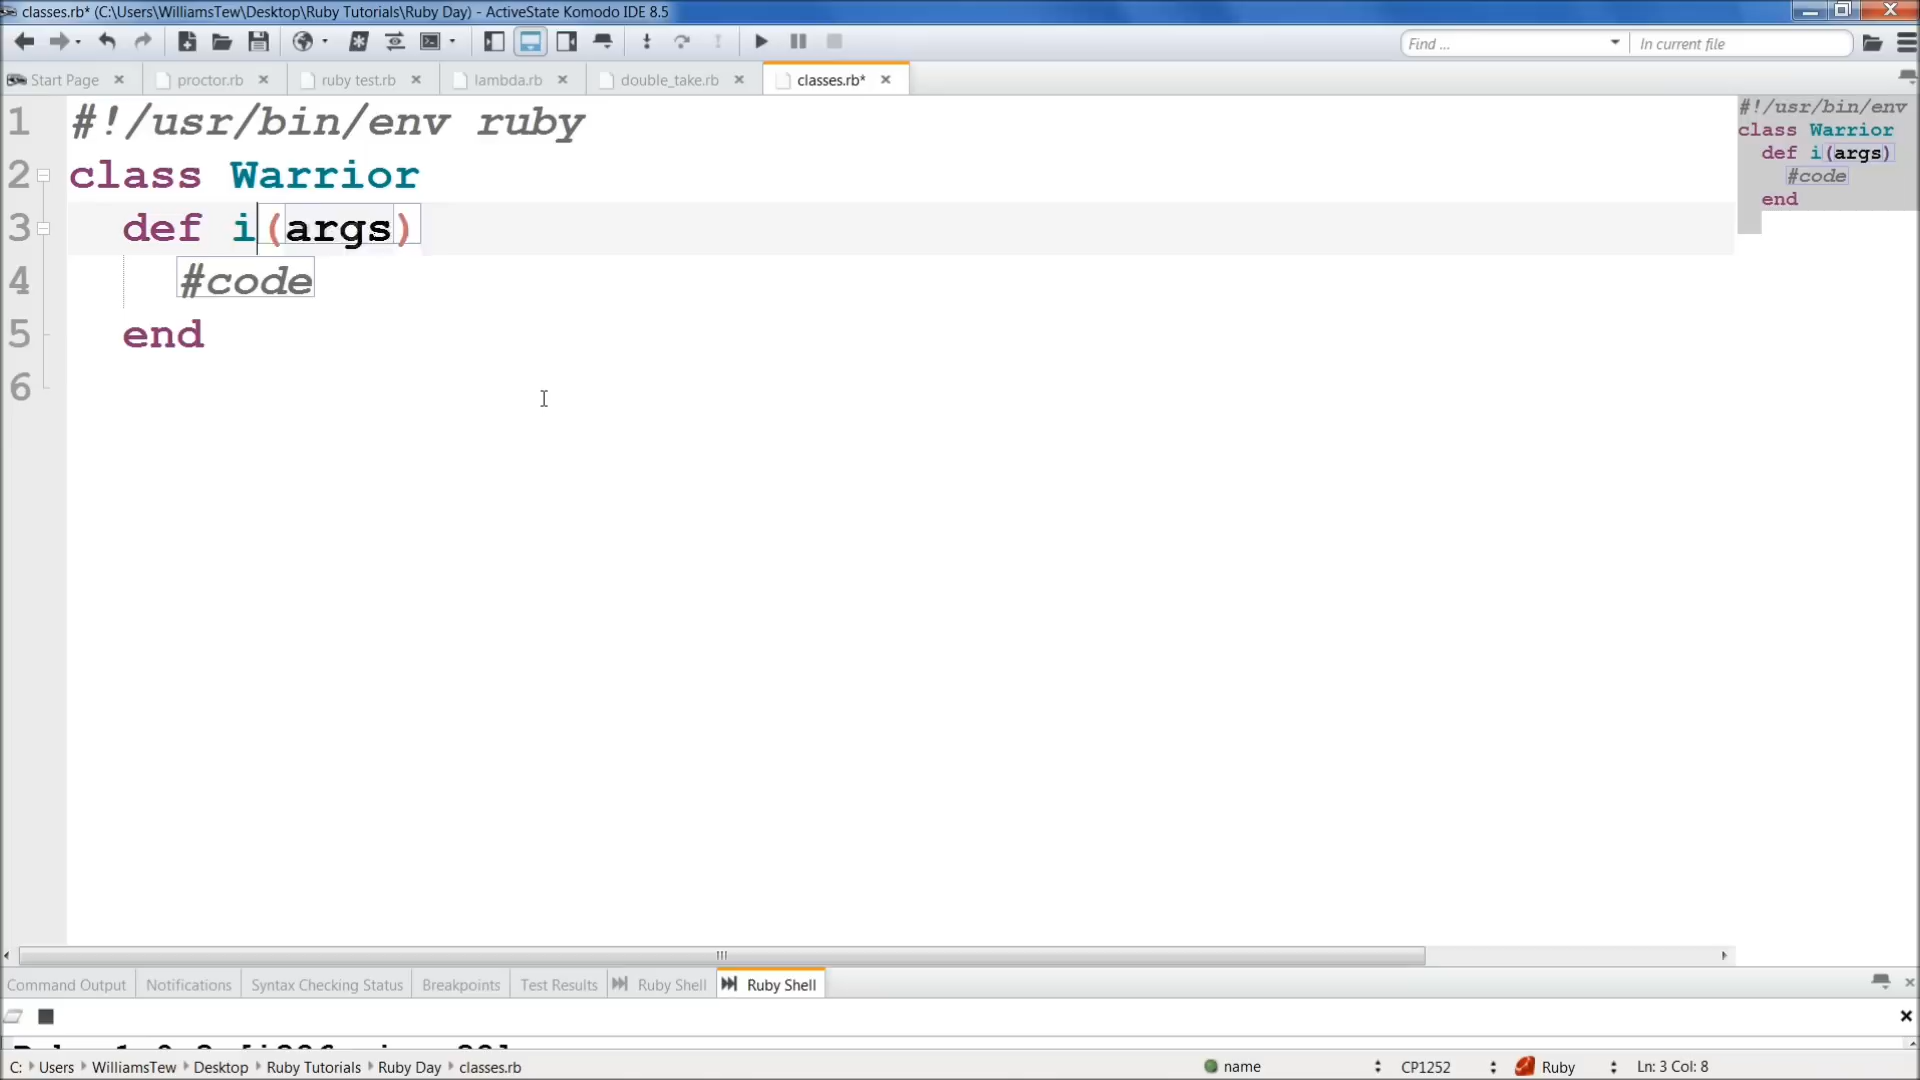 classes.rb* (C:\Users\WilliamsTew\Desktop\Ruby Tutorials\Ruby Day) - ActiveState Komodo IDE 8.5
Find ...
In current file
Start Page
proctor.rb
ruby test.rb
lambda.rb
double_take.rb
classes.rb*
1 #!/usr/bin/env ruby
2 class Warrior
3 def i(args)
4 #code
5 end
6
#!/usr/bin/env
class Warrior
def i(args)
#code
end
Command Output
Notifications
Syntax Checking Status
Breakpoints
Test Results
Ruby Shell
Ruby Shell
C: Users WilliamsTew Desktop Ruby Tutorials Ruby Day classes.rb
name
CP1252
Ruby
Ln: 3 Col: 8